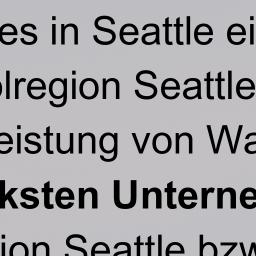 es in Seattle ei
olregion Seattle
eistung von Wa
ksten Unterne
ion Seattle bzw